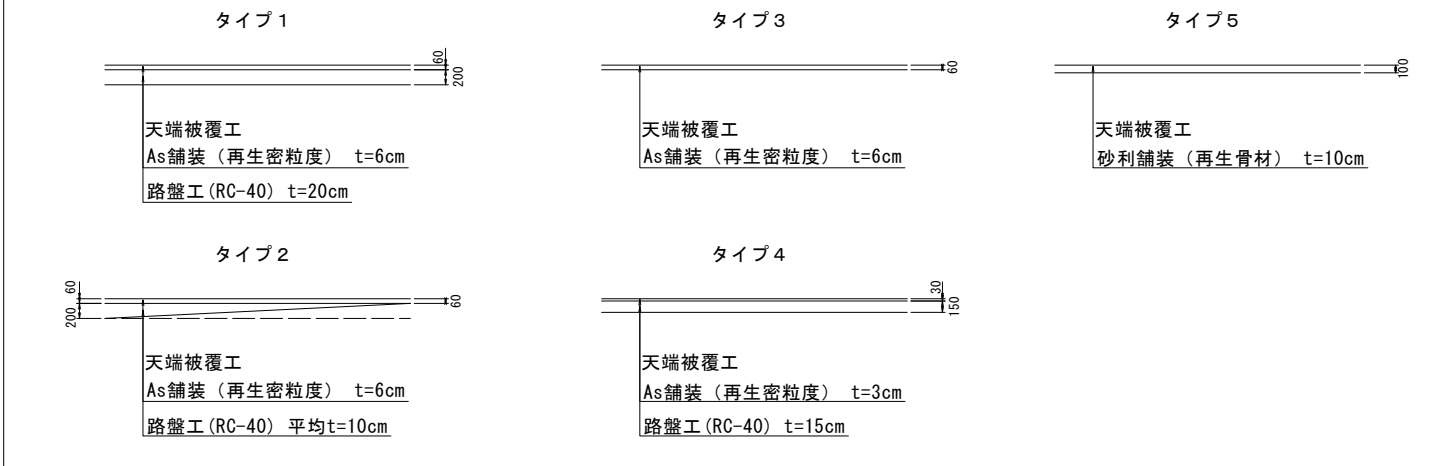 タイプ１
60
200
天端被覆工
As舗装（再生密粒度） t=6cm
路盤工(RC-40) t=20cm
タイプ３
60
天端被覆工
As舗装（再生密粒度） t=6cm
タイプ５
100
天端被覆工
砂利舗装（再生骨材） t=10cm
タイプ２
60
200
60
天端被覆工
As舗装（再生密粒度） t=6cm
路盤工(RC-40) 平均t=10cm
タイプ４
30
150
天端被覆工
As舗装（再生密粒度） t=3cm
路盤工(RC-40) t=15cm